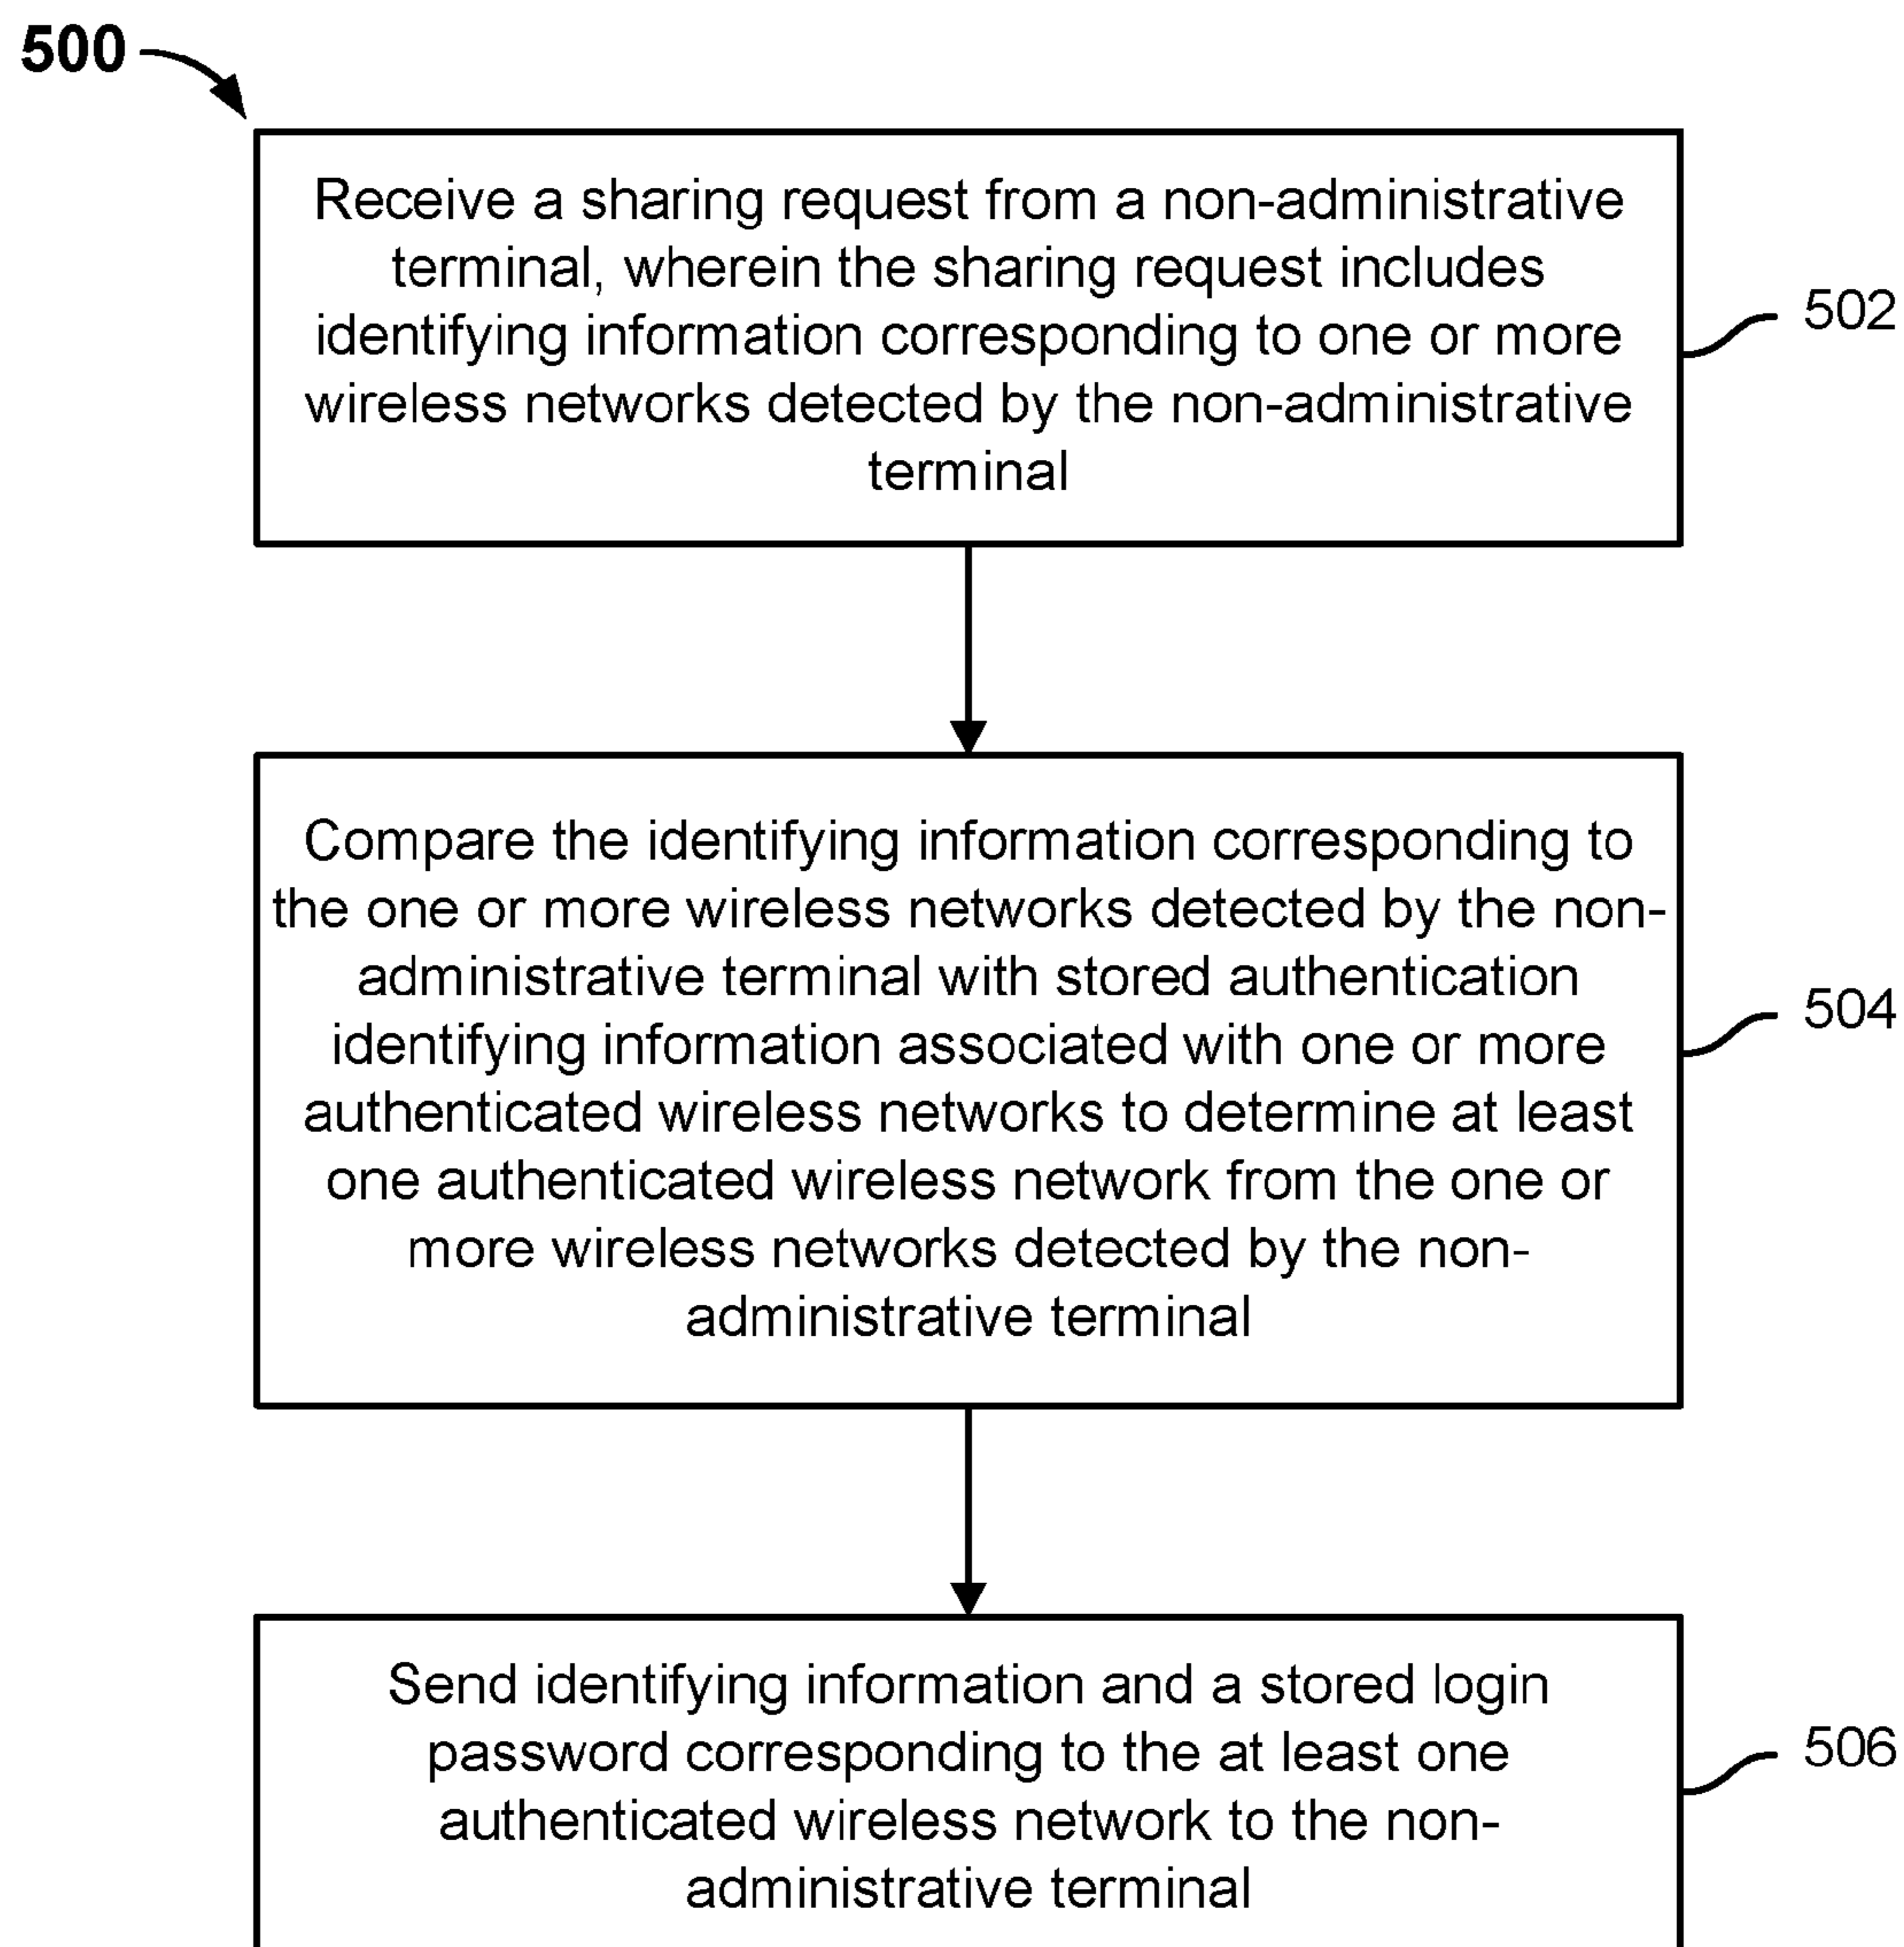 500
Receive a sharing request from a non-administrative
terminal, wherein the sharing request includes
identifying information corresponding to one or more
wireless networks detected by the non-administrative
terminal
502
Compare the identifying information corresponding to
the one or more wireless networks detected by the non-
administrative terminal with stored authentication
identifying information associated with one or more
authenticated wireless networks to determine at least
one authenticated wireless network from the one or
more wireless networks detected by the non-
administrative terminal
504
Send identifying information and a stored login
password corresponding to the at least one
authenticated wireless network to the non-
administrative terminal
506